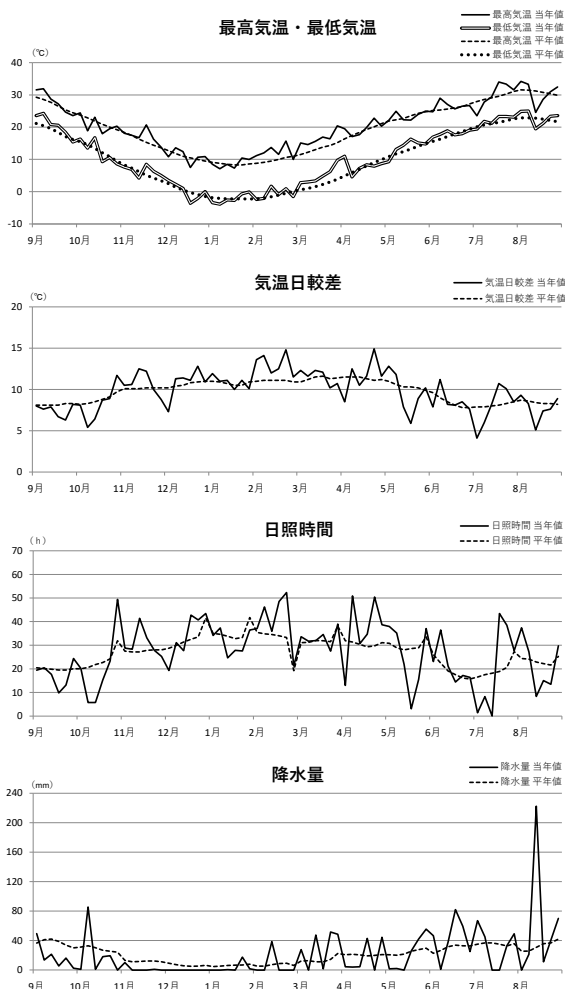 最高気温・最低気温
最高気温 当年値
最低気温 当年値
最高気温 平年値
最低気温 平年値
(℃)
40
30
20
10
0
-10
9月 10月 11月 12月 1月 2月 3月 4月 5月 6月 7月 8月
気温日較差
気温日較差 当年値
気温日較差 平年値
(℃)
20
15
10
5
0
9月 10月 11月 12月 1月 2月 3月 4月 5月 6月 7月 8月
日照時間
日照時間 当年値
日照時間 平年値
(h)
70
60
50
40
30
20
10
0
9月 10月 11月 12月 1月 2月 3月 4月 5月 6月 7月 8月
降水量
降水量 当年値
降水量 平年値
(mm)
240
200
160
120
80
40
0
9月 10月 11月 12月 1月 2月 3月 4月 5月 6月 7月 8月